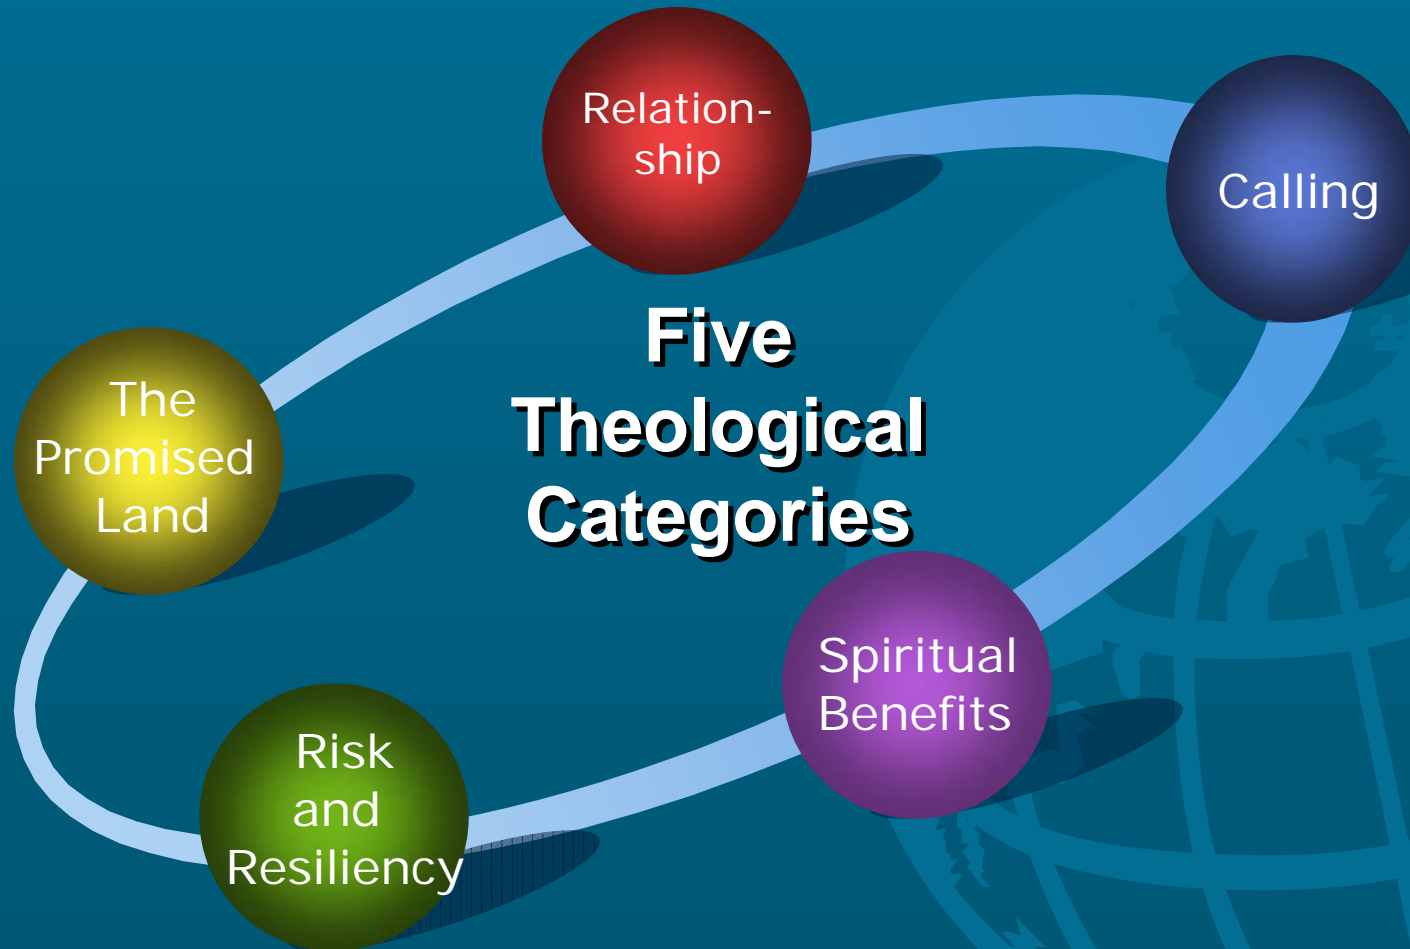 Relation-
ship
Calling
Five
Theological
Categories
The
Promised
Land
Spiritual
Benefits
Risk
and
Resiliency